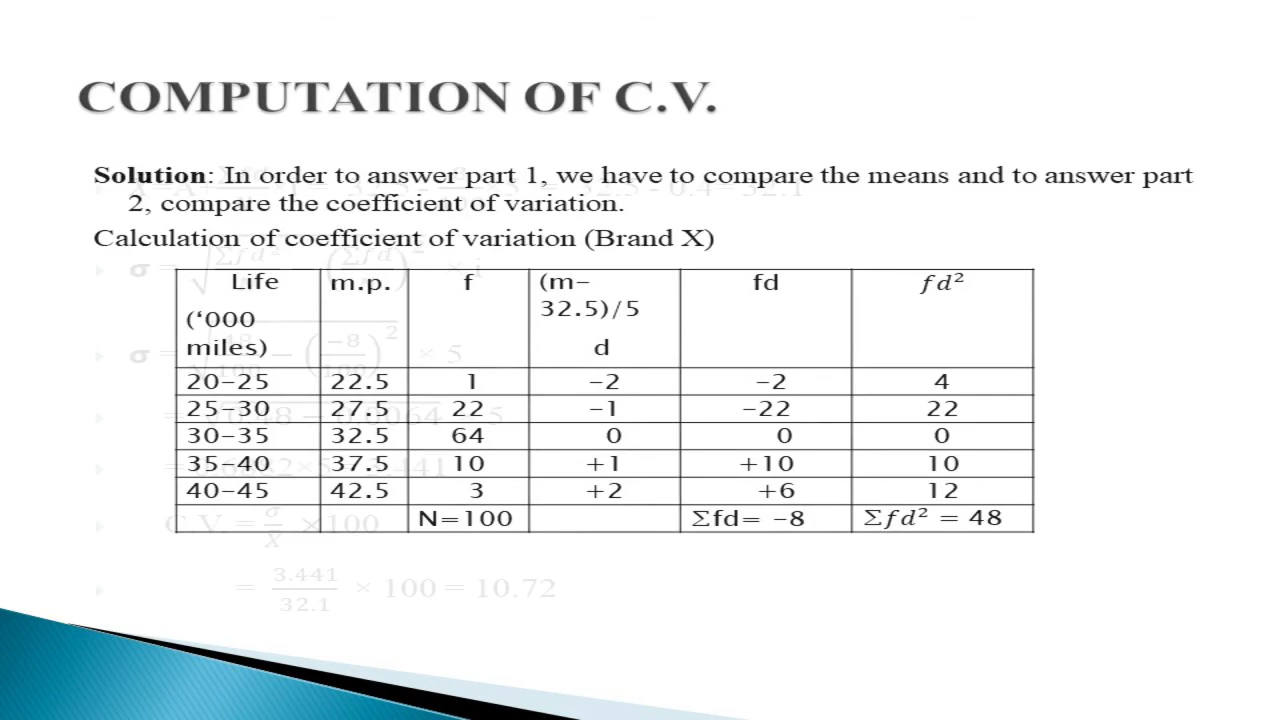 COMPUTATION OF C.V.
Solution: In order to answer part 1, we have to compare the means and to answer part
2, compare the coefficient of variation.
Calculation of coefficient of variation (Brand X)
Life (‘000 miles) m.p. f (m-32.5)/5 d fd fd²
20-25 22.5 1 -2 -2 4
25-30 27.5 22 -1 -22 22
30-35 32.5 64 0 0 0
35-40 37.5 10 +1 +10 10
40-45 42.5 3 +2 +6 12
N=100 Σfd= -8 Σfd² = 48
C.V. = σ/X ×100
= 3.441/32.1 × 100 = 10.72